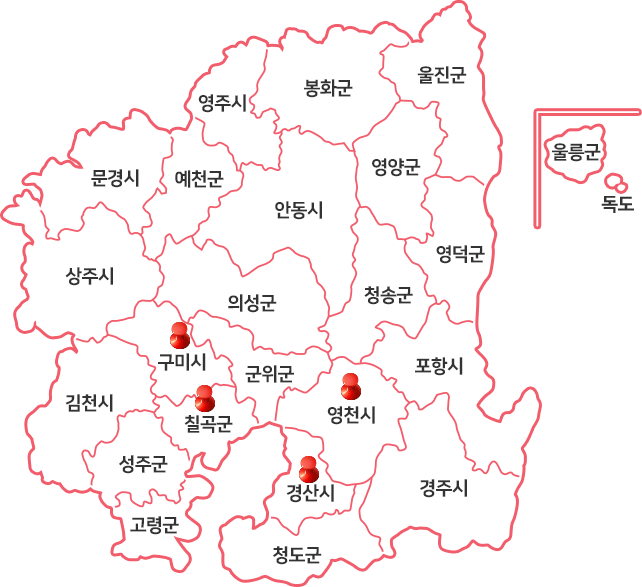 울진군
봉화군
영주시
울릉군
문경시
예천군
영양군
독도
안동시
영덕군
상주시
의성군
청송군
구미시
군위군
포항시
김천시
칠곡군
영천시
성주군
경산시
경주시
고령군
청도군